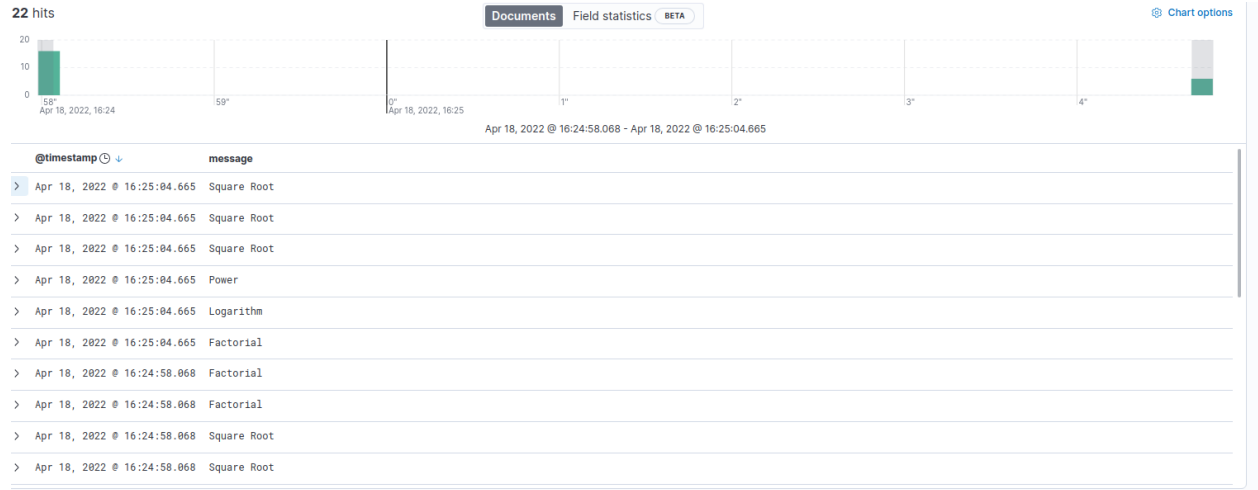 22 hits
Documents Field statistics BETA
Chart options
20
10
0
58" 59" 0" 1" 2" 3" 4"
Apr 18, 2022, 16:24 Apr 18, 2022, 16:25
Apr 18, 2022 @ 16:24:58.068 - Apr 18, 2022 @ 16:25:04.665
@timestamp ↓ message
Apr 18, 2022 @ 16:25:04.665 Square Root
Apr 18, 2022 @ 16:25:04.665 Square Root
Apr 18, 2022 @ 16:25:04.665 Square Root
Apr 18, 2022 @ 16:25:04.665 Power
Apr 18, 2022 @ 16:25:04.665 Logarithm
Apr 18, 2022 @ 16:25:04.665 Factorial
Apr 18, 2022 @ 16:24:58.068 Factorial
Apr 18, 2022 @ 16:24:58.068 Factorial
Apr 18, 2022 @ 16:24:58.068 Square Root
Apr 18, 2022 @ 16:24:58.068 Square Root